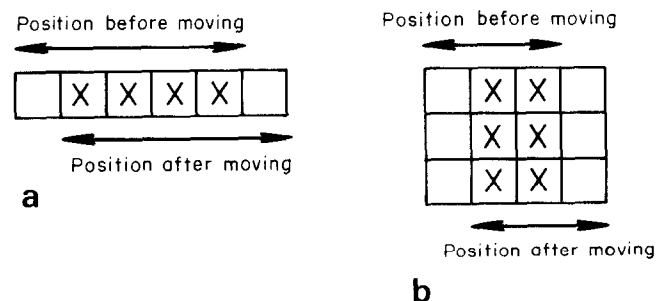 Position before moving
X X X X
Position after moving
a
Position before moving
X X
X X
X X
Position after moving
b